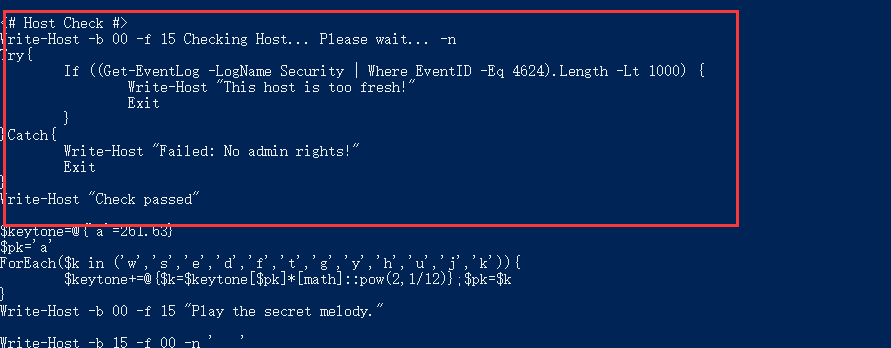 <# Host Check #>
Write-Host -b 00 -f 15 Checking Host... Please wait... -n
Try{
If ((Get-EventLog -LogName Security | Where EventID -Eq 4624).Length -Lt 1000) {
Write-Host "This host is too fresh!"
Exit
}
}Catch{
Write-Host "Failed: No admin rights!"
Exit
}
Write-Host "Check passed"
$keytone=@{'a'=261.63}
$pk='a'
ForEach($k in ('w','s','e','d','f','t','g','y','h','u','j','k')){
$keytone+=@{$k=$keytone[$pk]*[math]::pow(2,1/12)};$pk=$k
}
Write-Host -b 00 -f 15 "Play the secret melody."
Write-Host -b 15 -f 00 -n '   '